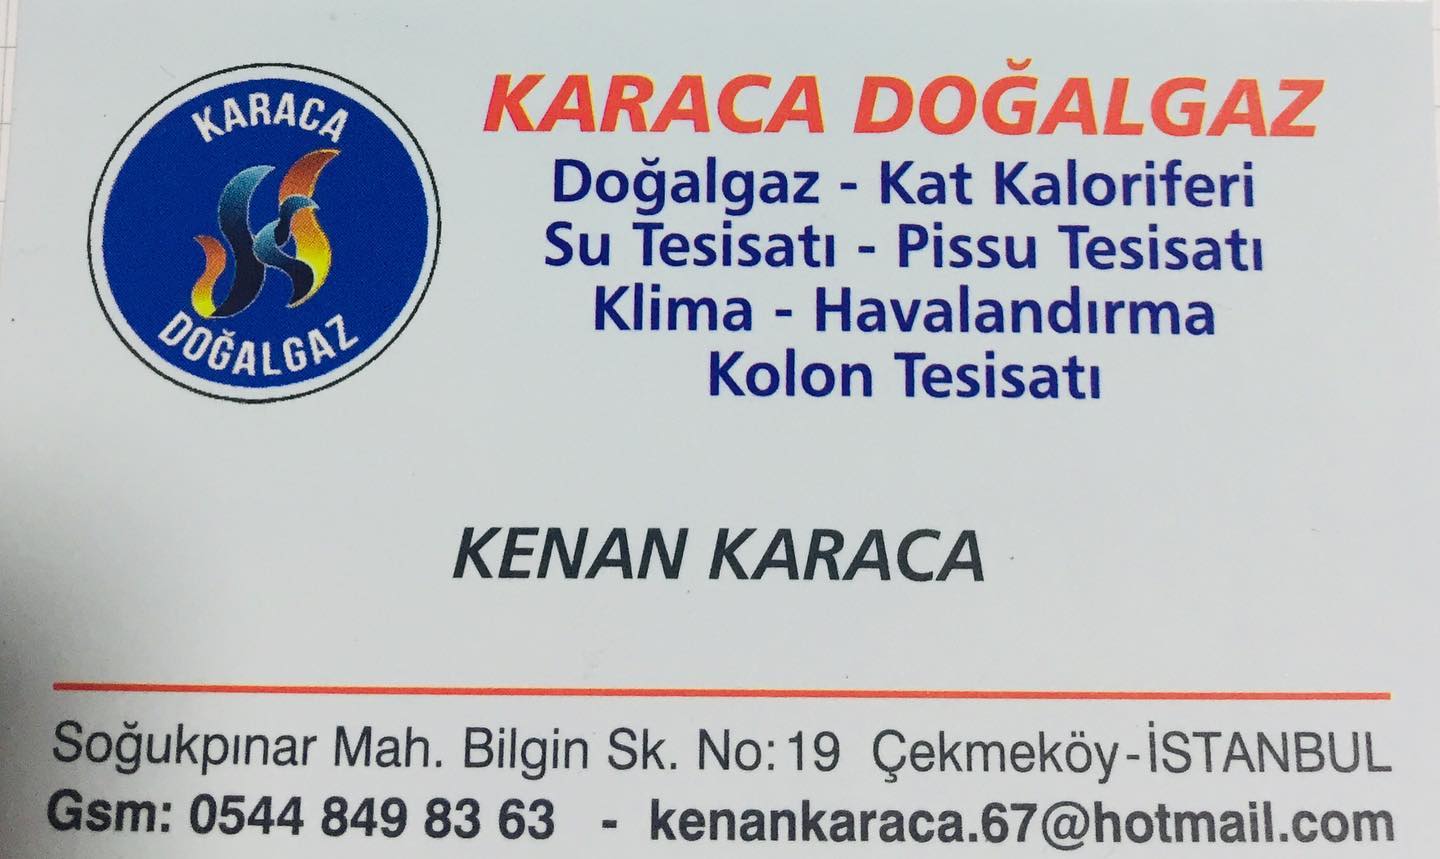 KARACA
DOĞALGAZ
KARACA DOĞALGAZ
Doğalgaz - Kat Kaloriferi
Su Tesisatı - Pissu Tesisatı
Klima - Havalandırma
Kolon Tesisatı
KENAN KARACA
Soğukpınar Mah. Bilgin Sk. No: 19 Çekmeköy-İSTANBUL
Gsm: 0544 849 83 63 - kenankaraca.67@hotmail.com